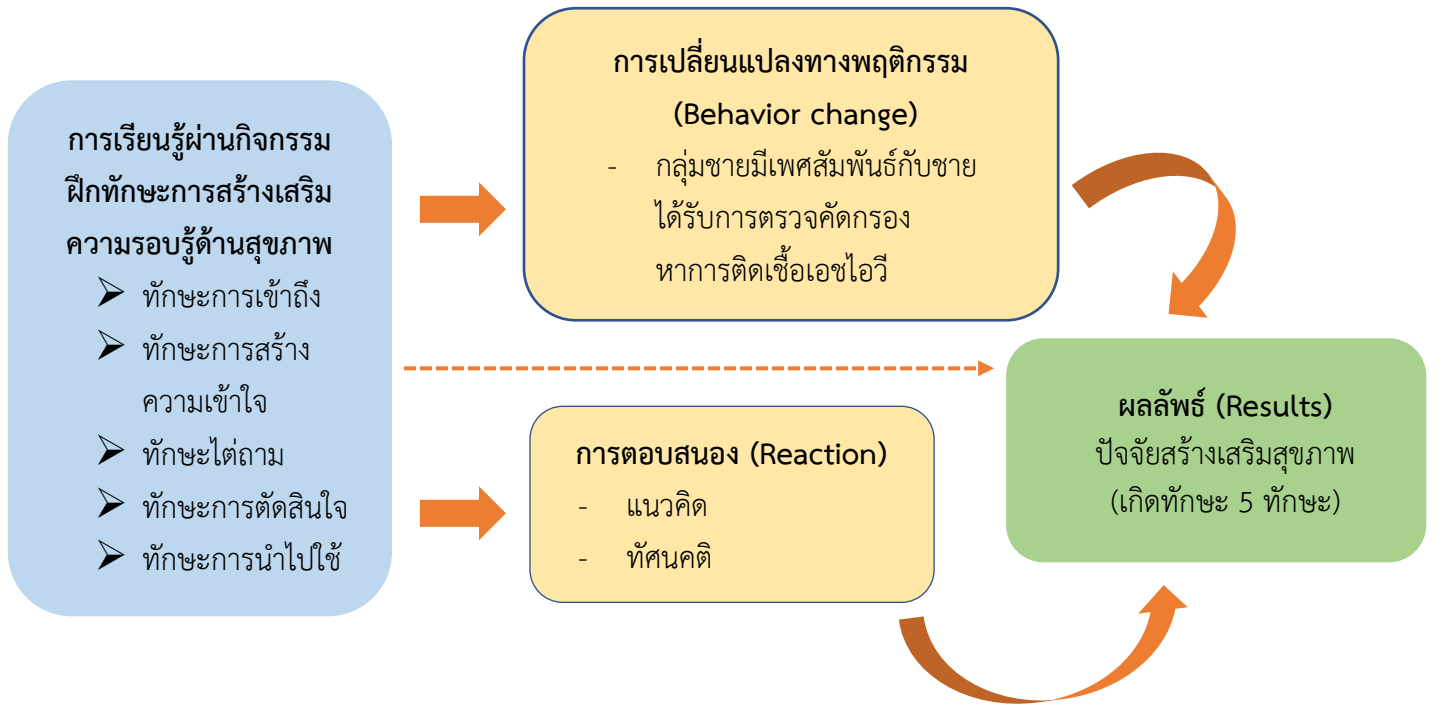 การเรียนรู้ผ่านกิจกรรม
ฝึกทักษะการสร้างเสริม
ความรอบรู้ด้านสุขภาพ
➢ ทักษะการเข้าถึง
➢ ทักษะการสร้าง
ความเข้าใจ
➢ ทักษะไต่ถาม
➢ ทักษะการตัดสินใจ
➢ ทักษะการนำไปใช้
การเปลี่ยนแปลงทางพฤติกรรม
(Behavior change)
- กลุ่มชายมีเพศสัมพันธ์กับชาย
ได้รับการตรวจคัดกรอง
หาการติดเชื้อเอชไอวี
การตอบสนอง (Reaction)
- แนวคิด
- ทัศนคติ
ผลลัพธ์ (Results)
ปัจจัยสร้างเสริมสุขภาพ
(เกิดทักษะ 5 ทักษะ)